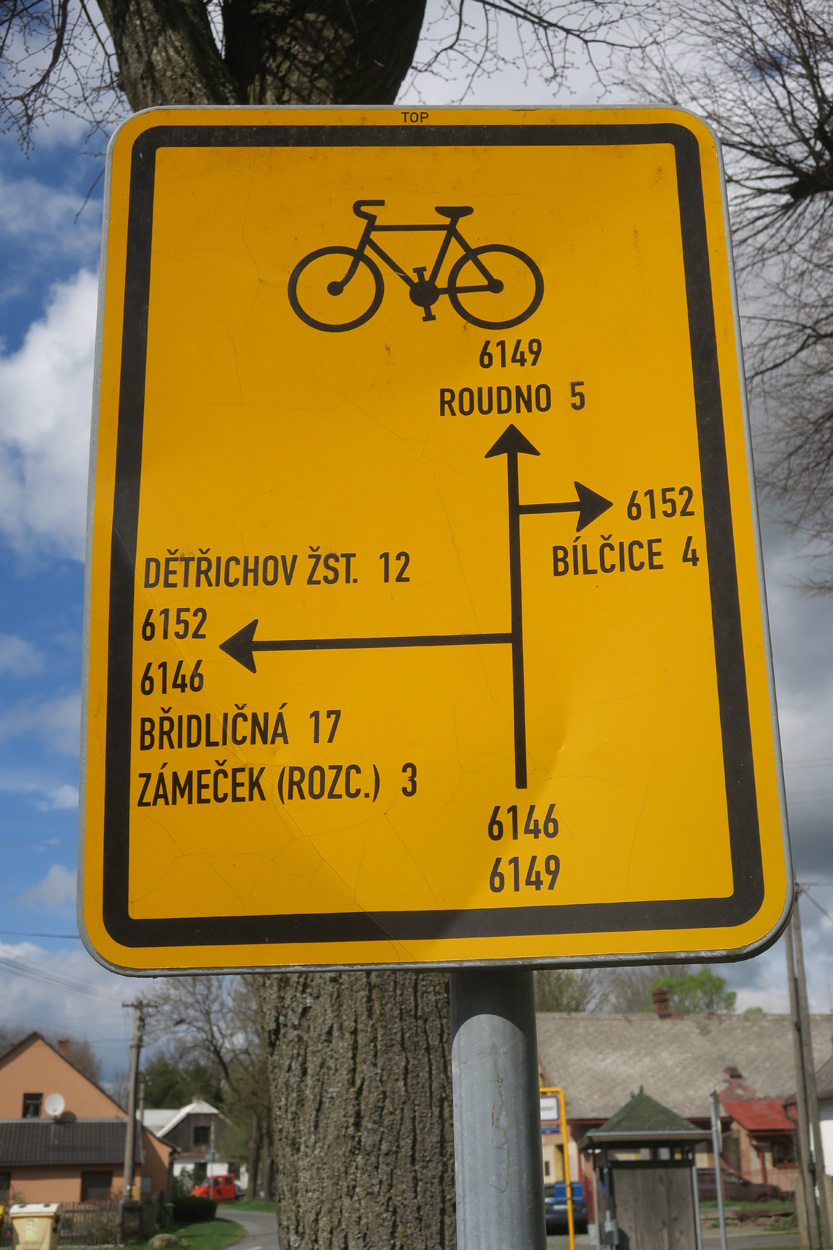 TOP
6149
ROUDNO 5
6152
BÍLČICE 4
DĚTŘICHOV ŽST. 12
6152
6146
BŘIDLIČNÁ 17
ZÁMEČEK (ROZC.) 3
6146
6149